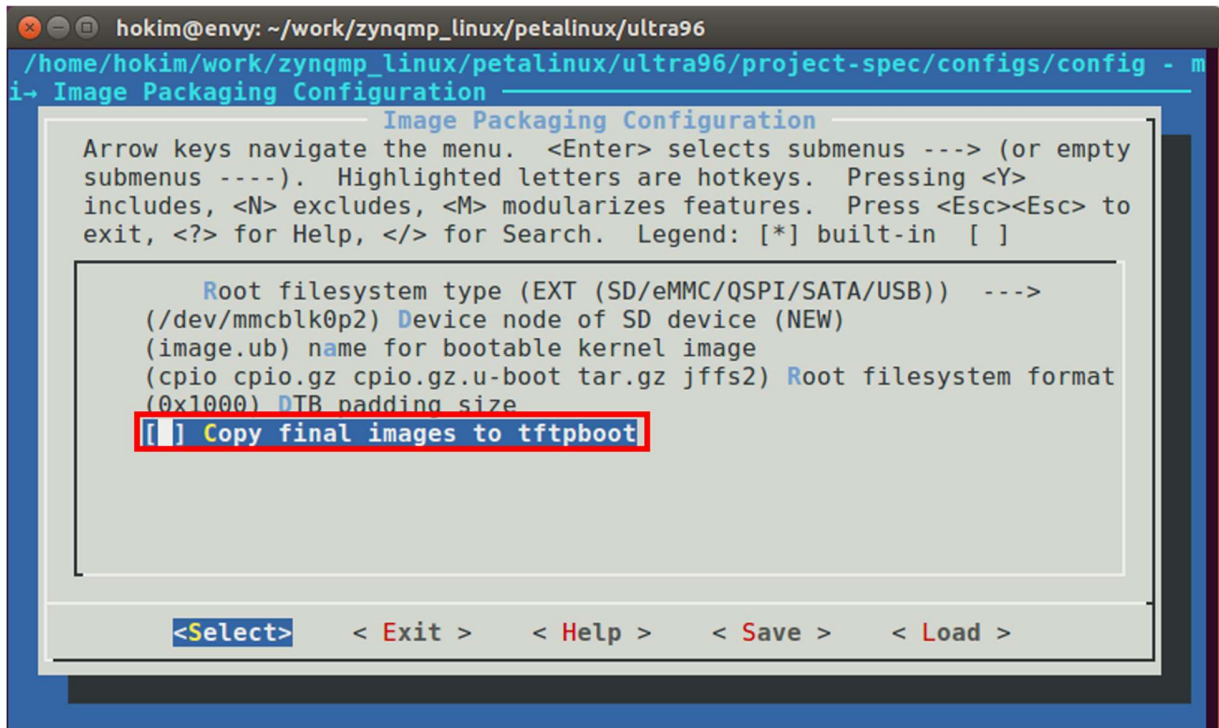 hokim@envy: ~/work/zynqmp_linux/petalinux/ultra96
/home/hokim/work/zynqmp_linux/petalinux/ultra96/project-spec/configs/config - m
i→ Image Packaging Configuration
Image Packaging Configuration
Arrow keys navigate the menu. <Enter> selects submenus ---> (or empty
submenus ----). Highlighted letters are hotkeys. Pressing <Y>
includes, <N> excludes, <M> modularizes features. Press <Esc><Esc> to
exit, <?> for Help, </> for Search. Legend: [*] built-in [ ]
Root filesystem type (EXT (SD/eMMC/QSPI/SATA/USB)) --->
(/dev/mmcblk0p2) Device node of SD device (NEW)
(image.ub) name for bootable kernel image
(cpio cpio.gz cpio.gz.u-boot tar.gz jffs2) Root filesystem format
(0x1000) DTB padding size
[ ] Copy final images to tftpboot
<Select> < Exit > < Help > < Save > < Load >